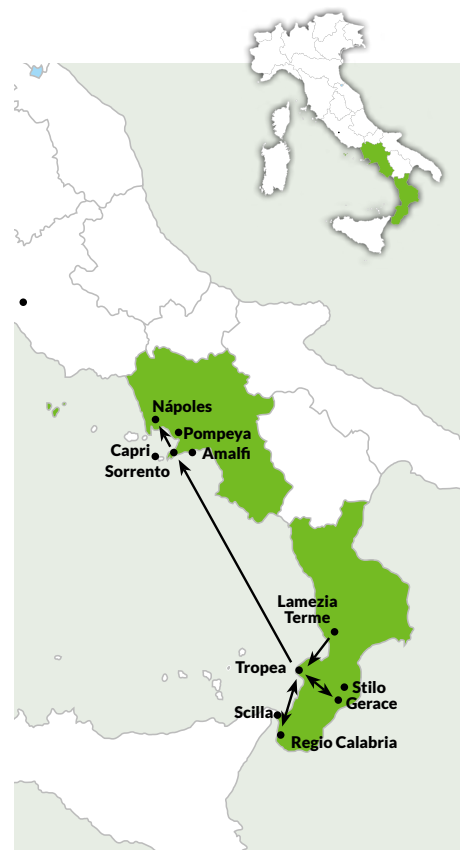 Nápoles
Pompeya
Capri
Amalfi
Sorrento
Lamezia
Terme
Tropea
Stilo
Gerace
Scilla
Regio Calabria